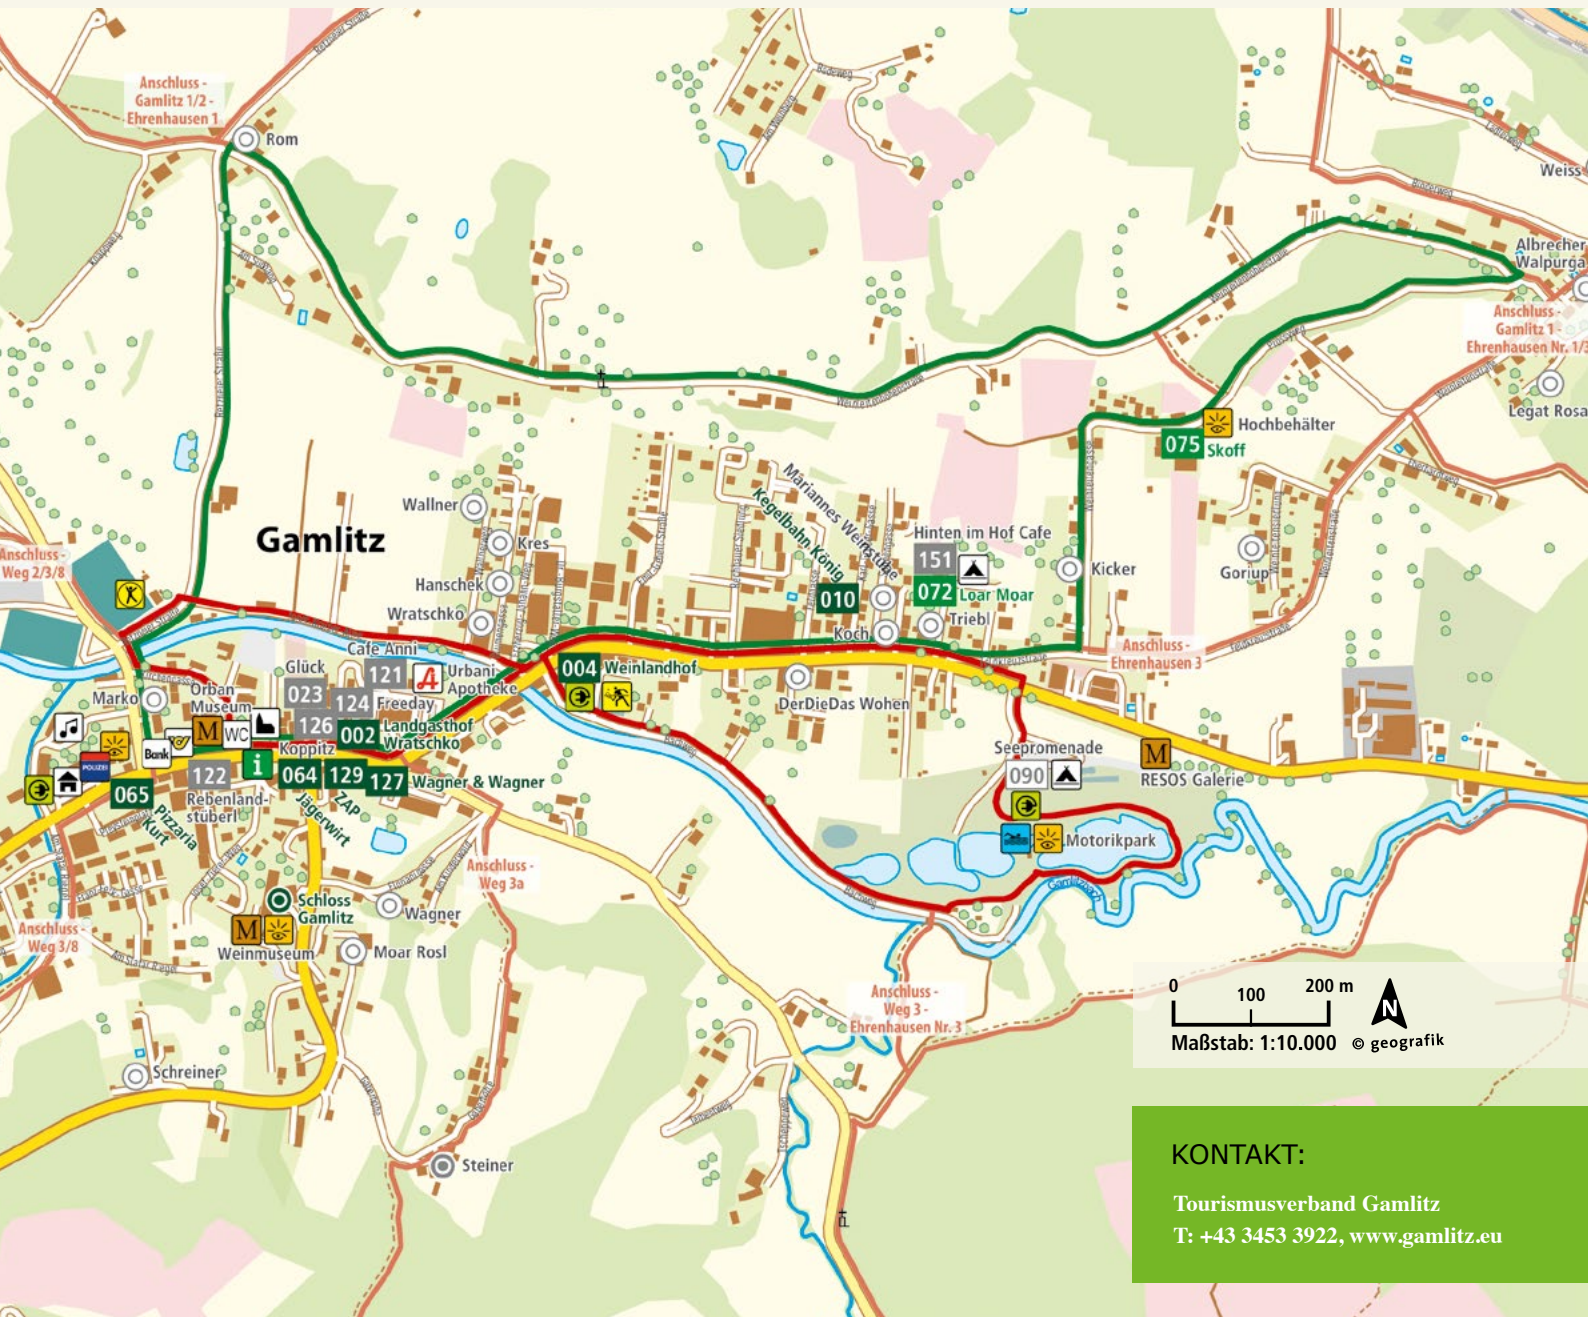 Anschluss -
Gamlitz 1/2 -
Ehrenhausen 1
Rom
Weiss
Albrecher
Walpurga
Anschluss -
Gamlitz 1 -
Ehrenhausen Nr. 1/3
Legat Rosa
Hochbehälter
075 Skoff
Gamlitz
Wallner
Kres
Hanschek
Wratschko
Mariannes Weinstube
Kegelbahn König
010
Hinten im Hof Cafe
151
072 Loar Moar
Triebl
Koch
Kicker
Goriup
Anschluss -
Weg 2/3/8
Anschluss -
Ehrenhausen 3
Cafe Anni
121
Urbani
Apotheke
Glück
023
124 Freeday
126
Koppitz
002 Landgasthof
Wratschko
004 Weinlandhof
DerDieDas Wohen
Marko
Orban
Museum
M
WC
Bank
POLIZEI
i
122
Rebenland-
stüberl
064
129
127 Wagner & Wagner
Jägerwirt
ZAP
065
Pizzaria
Kurt
Seepromenade
090
M
RESOS Galerie
Motorikpark
Gamlitzbach
Bachweg
Bachweg
Anschluss -
Weg 3a
Schloss
Gamlitz
M
Weinmuseum
Wagner
Moar Rosl
Anschluss -
Weg 3/8
Anschluss -
Weg 3 -
Ehrenhausen Nr. 3
Schreiner
Steiner
0 100 200 m
N
Maßstab: 1:10.000 © geografik
KONTAKT:
Tourismusverband Gamlitz
T: +43 3453 3922, www.gamlitz.eu